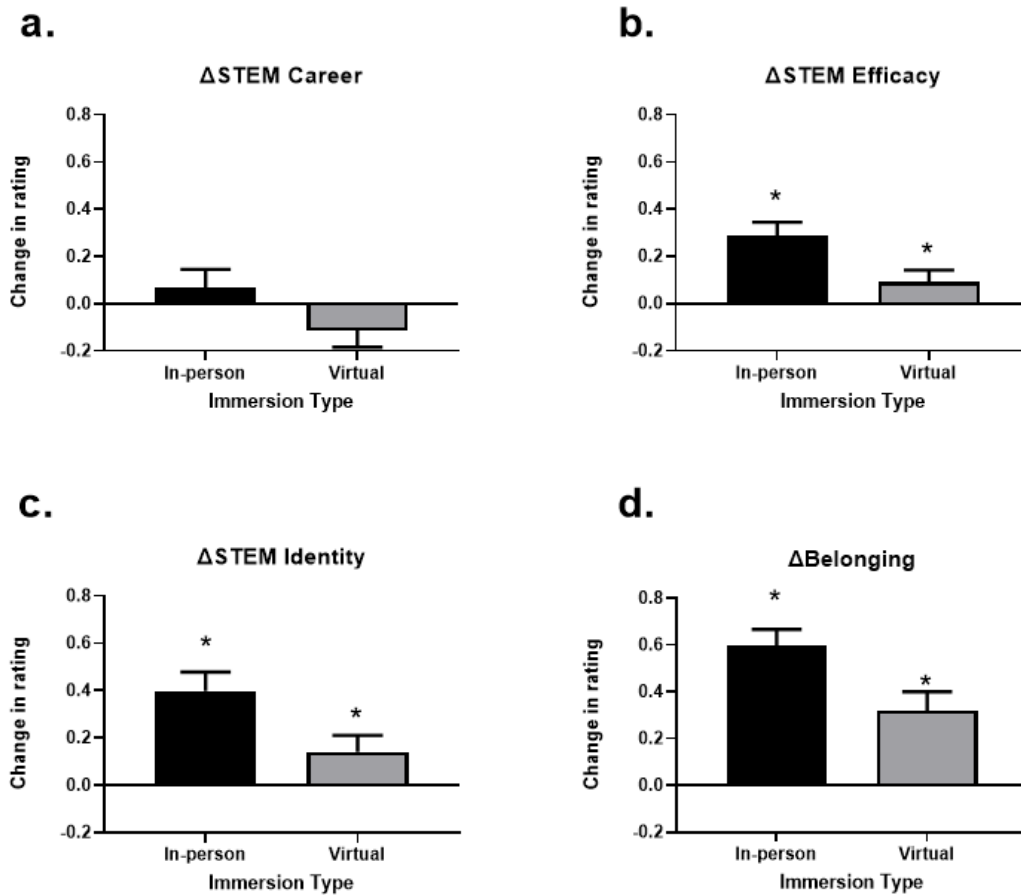 a.
ΔSTEM Career
Change in rating
0.8
0.6
0.4
0.2
0.0
-0.2
In-person
Virtual
Immersion Type
b.
ΔSTEM Efficacy
Change in rating
0.8
0.6
0.4
0.2
0.0
-0.2
*
*
In-person
Virtual
Immersion Type
c.
ΔSTEM Identity
Change in rating
0.8
0.6
0.4
0.2
0.0
-0.2
*
*
In-person
Virtual
Immersion Type
d.
ΔBelonging
Change in rating
0.8
0.6
0.4
0.2
0.0
-0.2
*
*
In-person
Virtual
Immersion Type